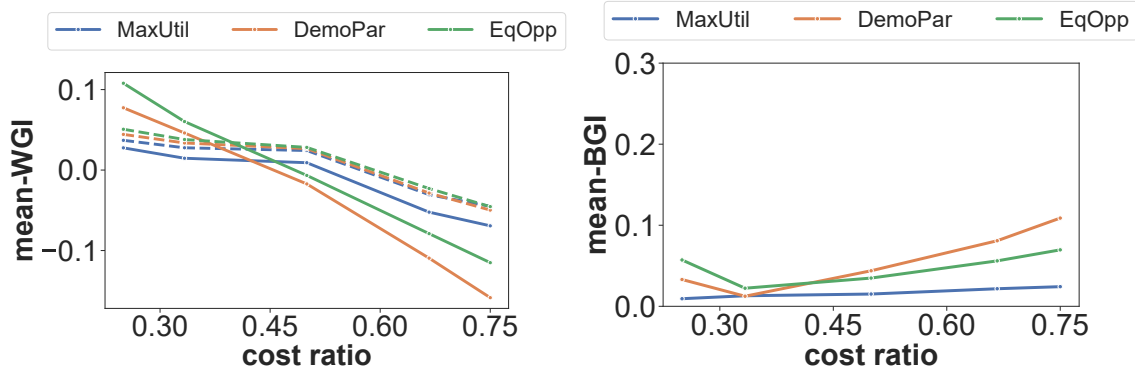 MaxUtil DemoPar EqOpp
mean-WGI
0.1
0.0
−0.1
0.30 0.45 0.60 0.75
cost ratio
MaxUtil DemoPar EqOpp
mean-BGI
0.3
0.2
0.1
0.0
0.30 0.45 0.60 0.75
cost ratio